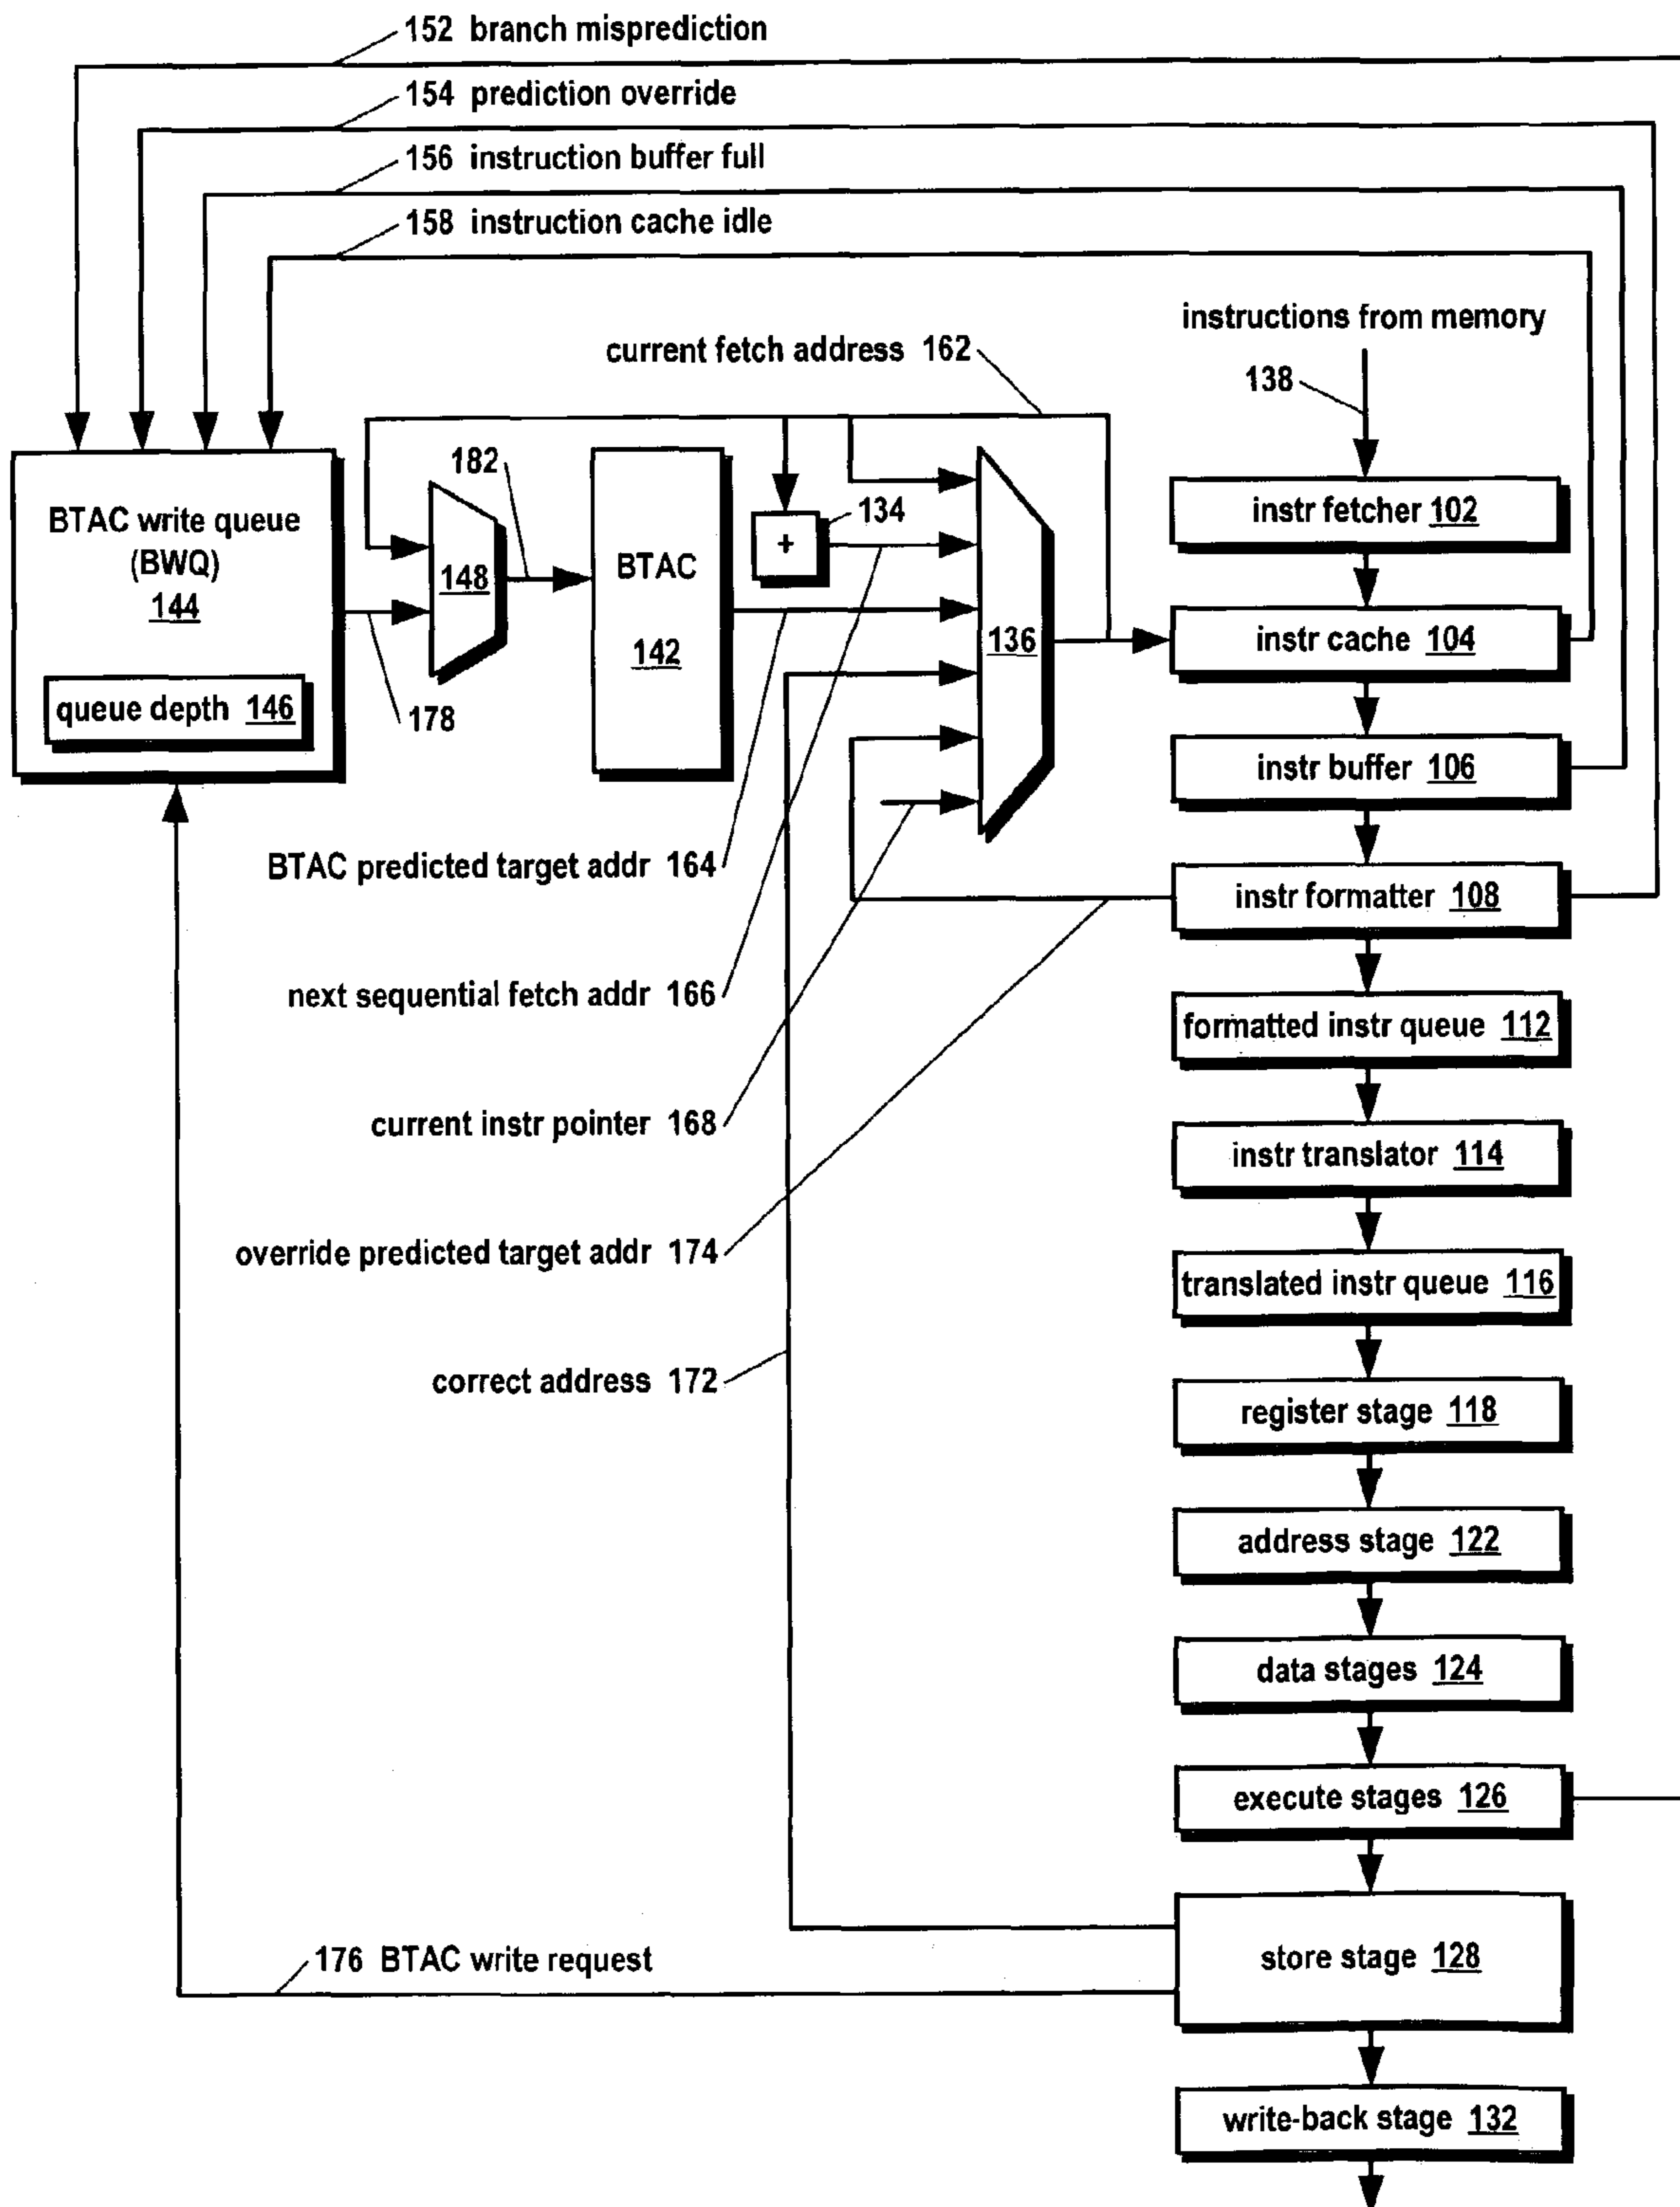 152 branch misprediction
154 prediction override
156 instruction buffer full
158 instruction cache idle
instructions from memory
138
current fetch address 162
182
134
instr fetcher 102
BTAC write queue
(BWQ)
144
queue depth 146
148
178
BTAC
142
+
136
instr cache 104
instr buffer 106
BTAC predicted target addr 164
instr formatter 108
next sequential fetch addr 166
formatted instr queue 112
current instr pointer 168
instr translator 114
override predicted target addr 174
translated instr queue 116
correct address 172
register stage 118
address stage 122
data stages 124
execute stages 126
176 BTAC write request
store stage 128
write-back stage 132